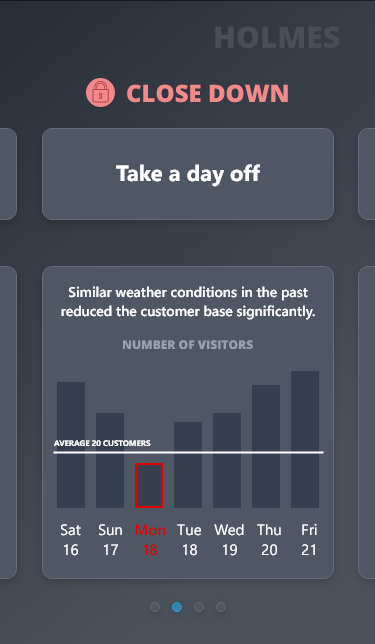 HOLMES
CLOSE DOWN
Take a day off
Similar weather conditions in the past
reduced the customer base significantly.
NUMBER OF VISITORS
AVERAGE 20 CUSTOMERS
Sat Sun Mon Tue Wed Thu Fri
16 17 18 18 19 20 21